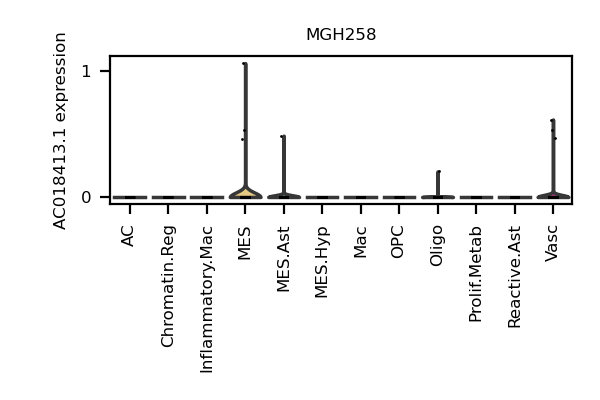 MGH258
AC018413.1 expression
1
0
AC
Chromatin.Reg
Inflammatory.Mac
MES
MES.Ast
MES.Hyp
Mac
OPC
Oligo
Prolif.Metab
Reactive.Ast
Vasc